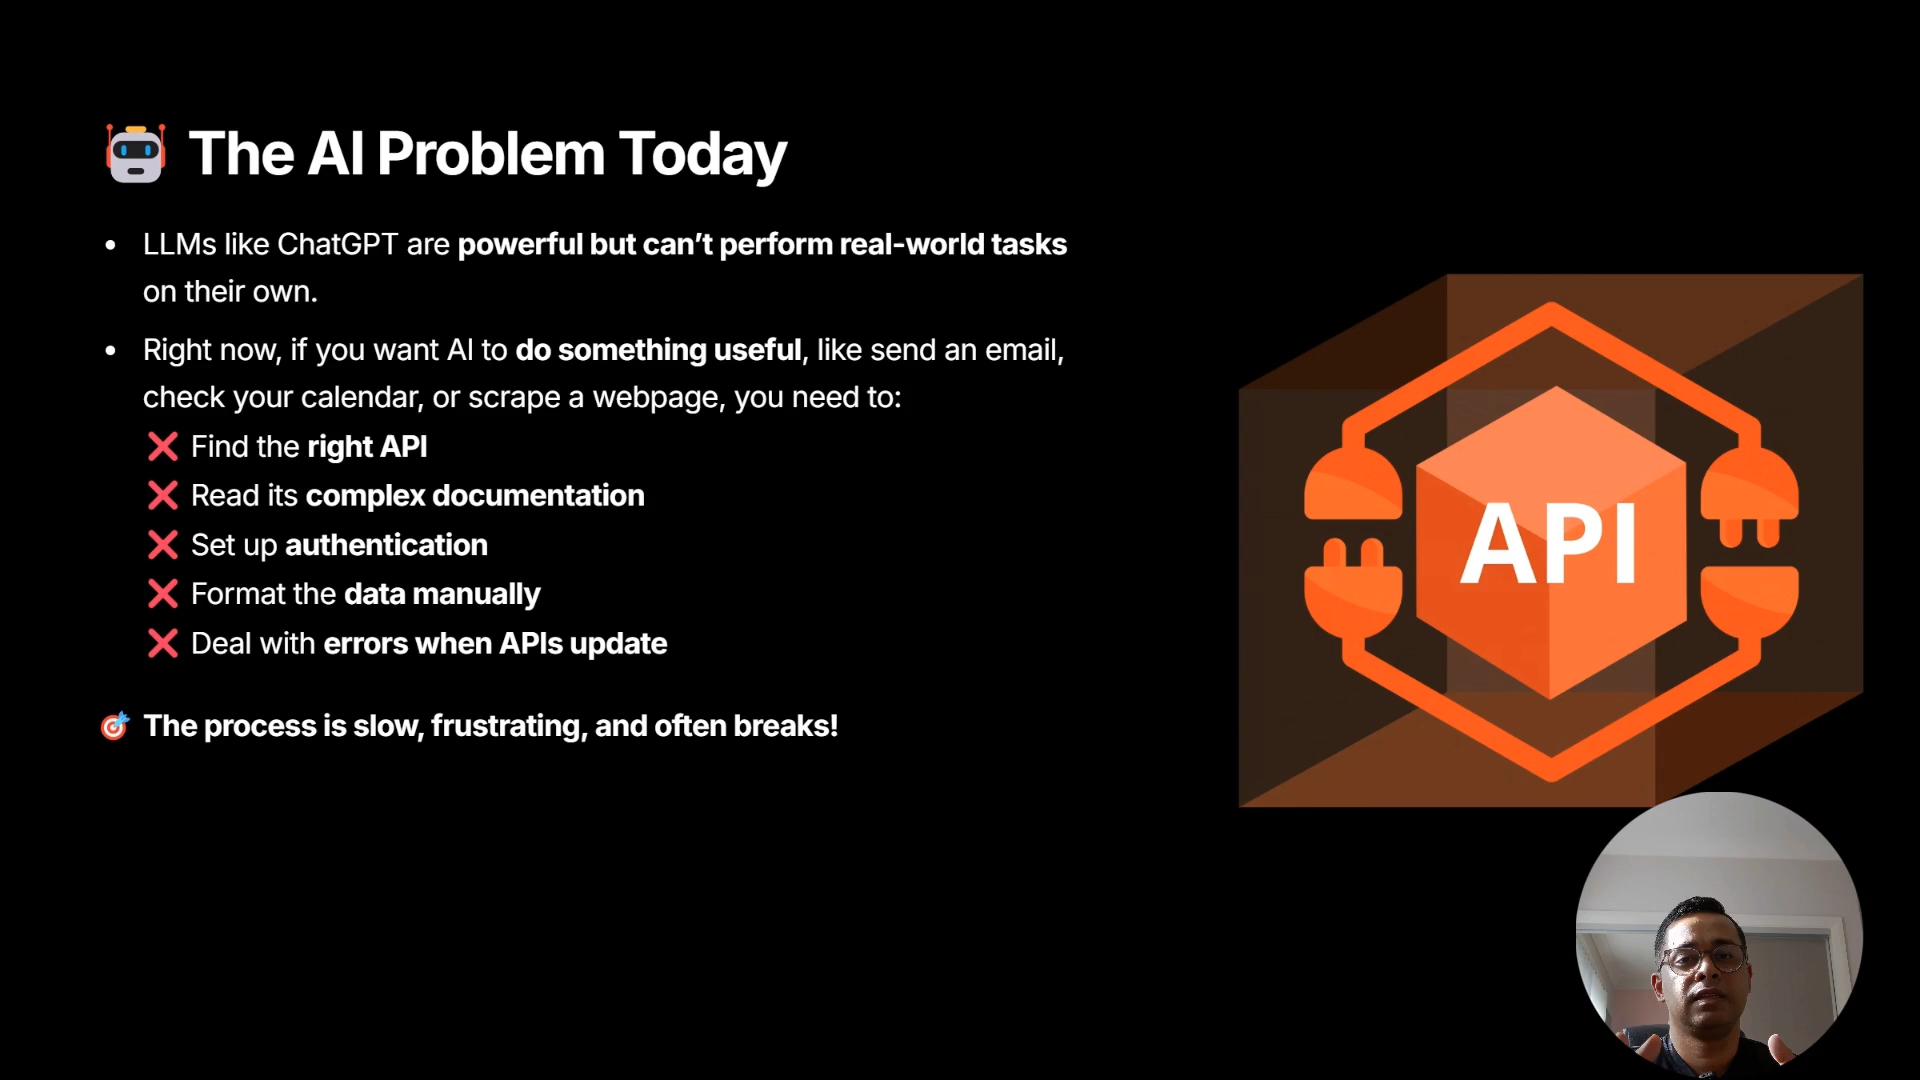 🤖 The AI Problem Today
• LLMs like ChatGPT are powerful but can’t perform real-world tasks
on their own.
• Right now, if you want AI to do something useful, like send an email,
check your calendar, or scrape a webpage, you need to:
❌ Find the right API
❌ Read its complex documentation
❌ Set up authentication
❌ Format the data manually
❌ Deal with errors when APIs update
🎯 The process is slow, frustrating, and often breaks!
API